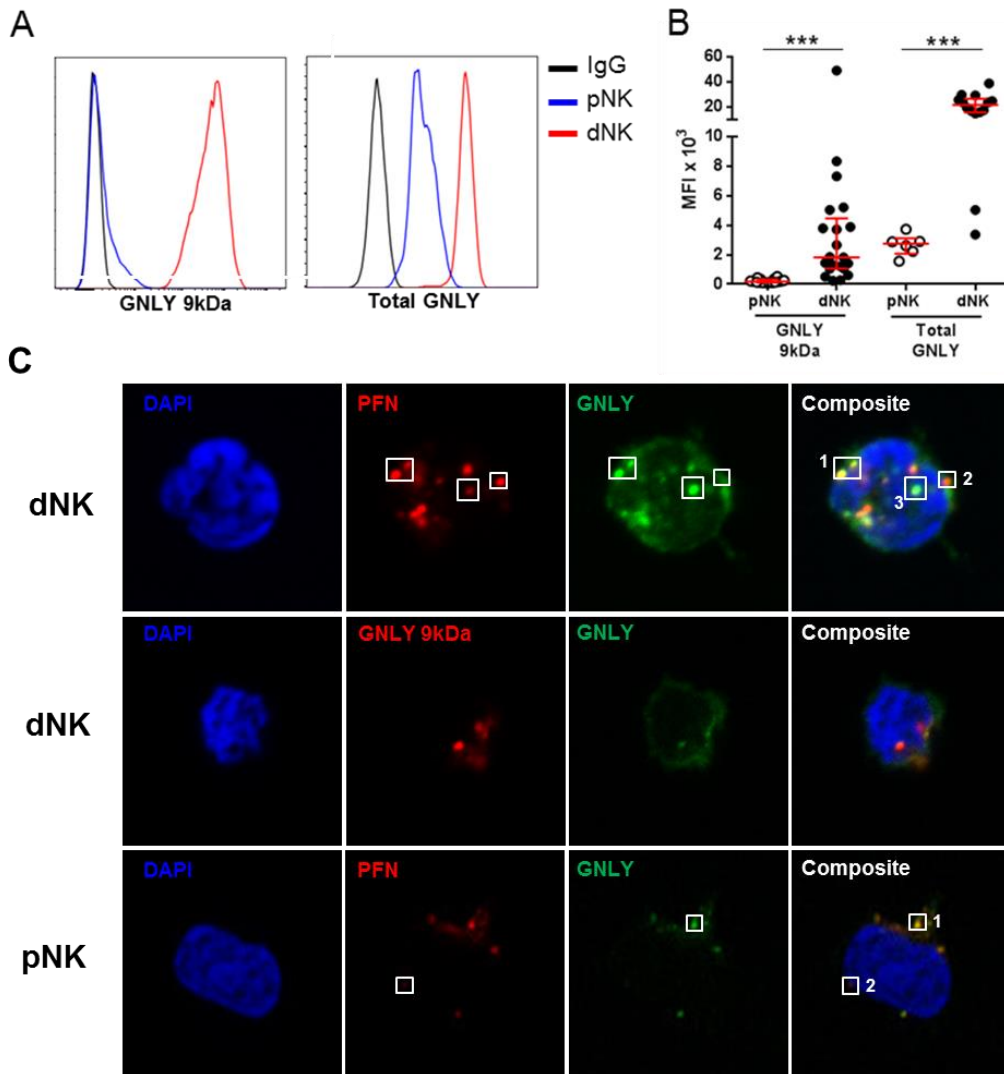 A
IgG
pNK
dNK
GNLY 9kDa
Total GNLY
B
***
***
60
40
20
10
8
6
4
2
0
MFI x 10³
pNK
dNK
pNK
dNK
GNLY
9kDa
Total
GNLY
C
dNK
DAPI
PFN
GNLY
Composite
1
2
3
dNK
DAPI
GNLY 9kDa
GNLY
Composite
pNK
DAPI
PFN
GNLY
Composite
1
2